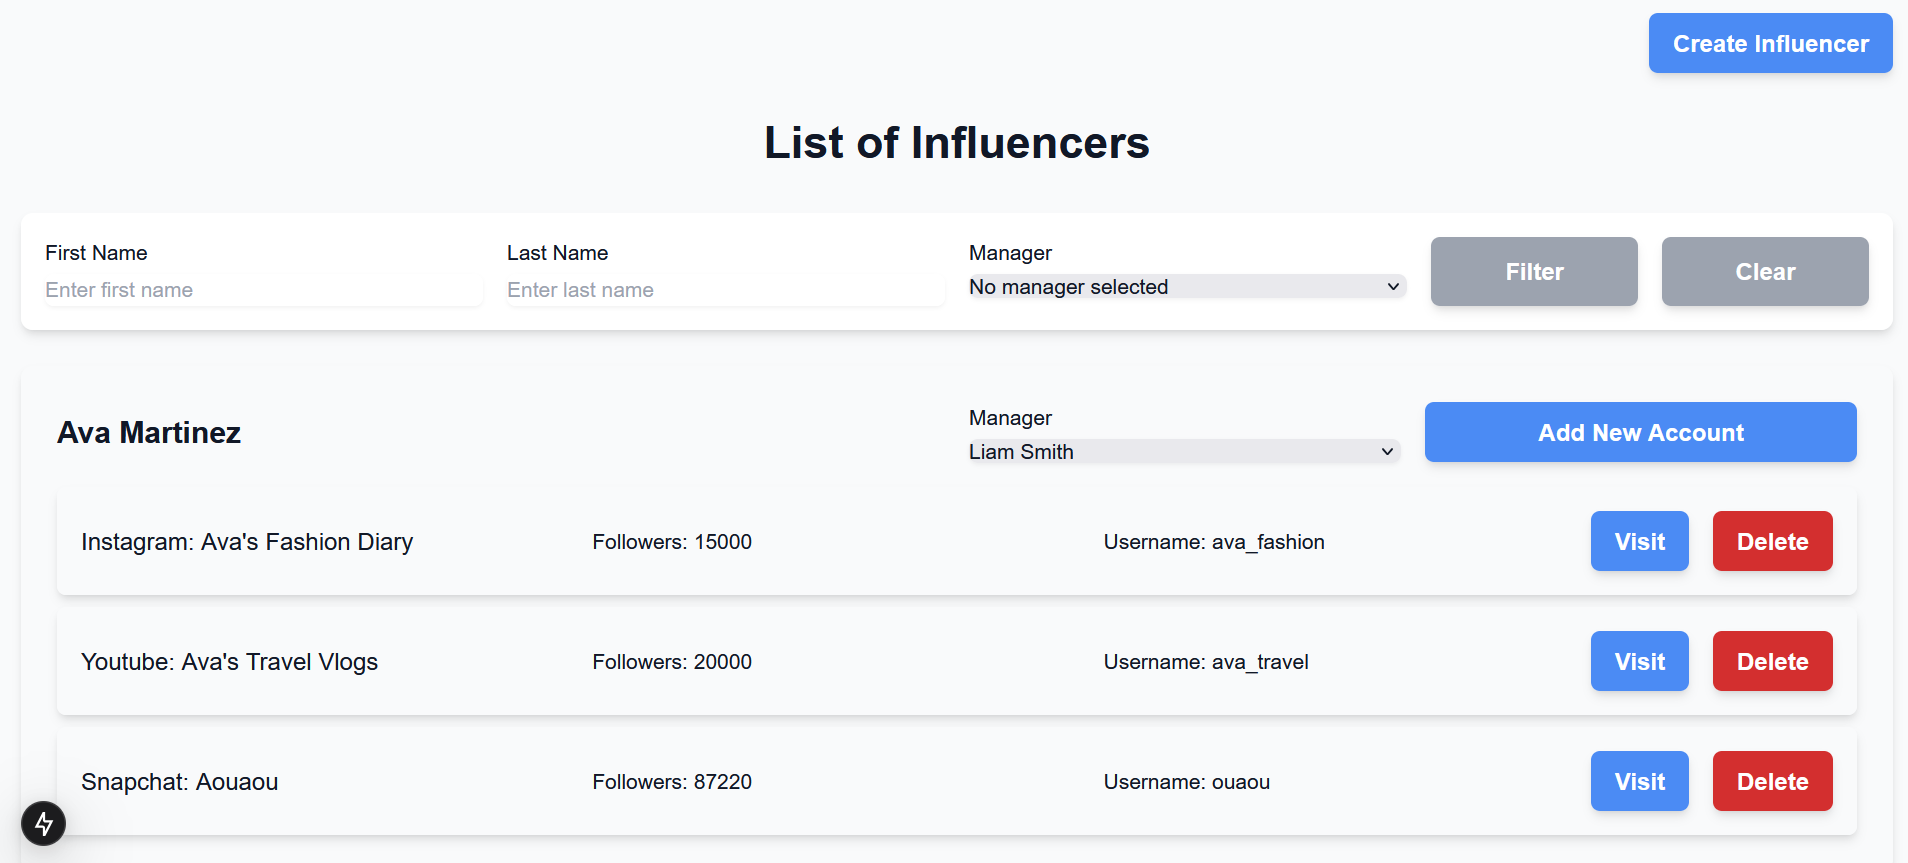 Create Influencer
List of Influencers
First Name
Enter first name
Last Name
Enter last name
Manager
No manager selected
Filter
Clear
Ava Martinez
Manager
Liam Smith
Add New Account
Instagram: Ava's Fashion Diary
Followers: 15000
Username: ava_fashion
Visit
Delete
Youtube: Ava's Travel Vlogs
Followers: 20000
Username: ava_travel
Visit
Delete
Snapchat: Aouaou
Followers: 87220
Username: ouaou
Visit
Delete